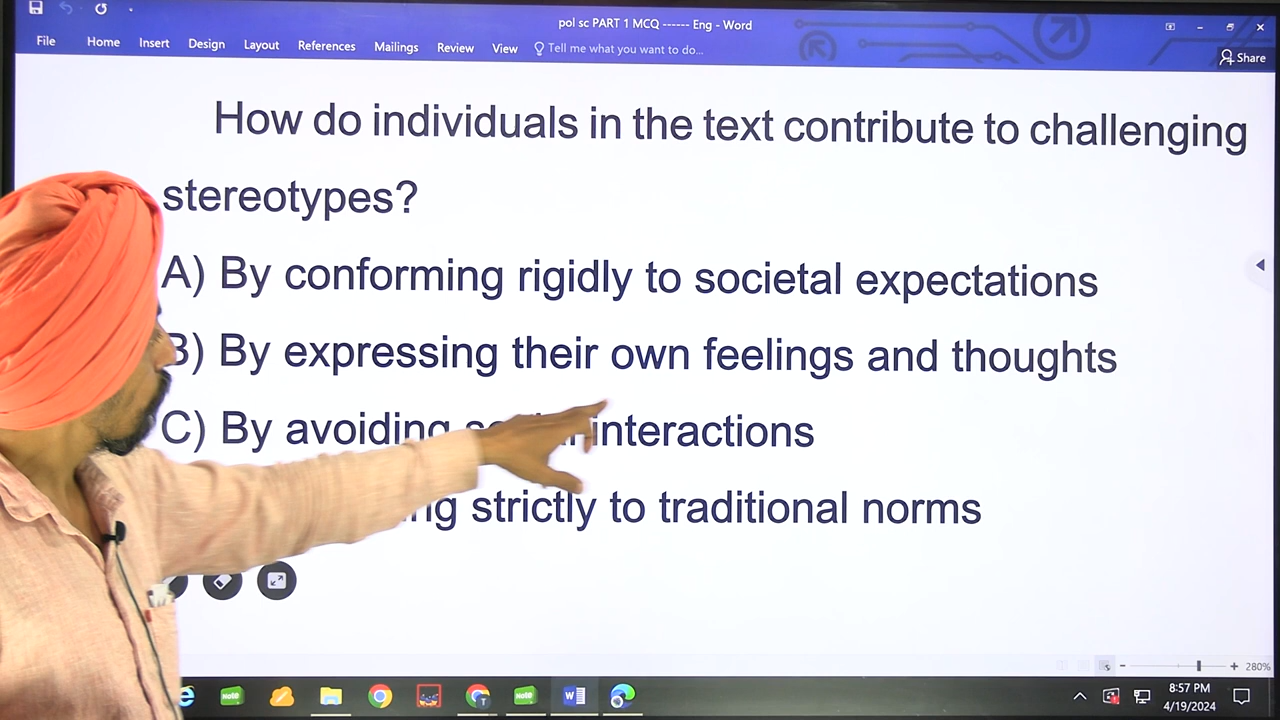 pol sc PART 1 MCQ ------ Eng - Word
File Home Insert Design Layout References Mailings Review View Tell me what you want to do...
Share
How do individuals in the text contribute to challenging
stereotypes?
A) By conforming rigidly to societal expectations
B) By expressing their own feelings and thoughts
C) By avoiding interactions
strictly to traditional norms
280%
Note Note
8:57 PM
4/19/2024